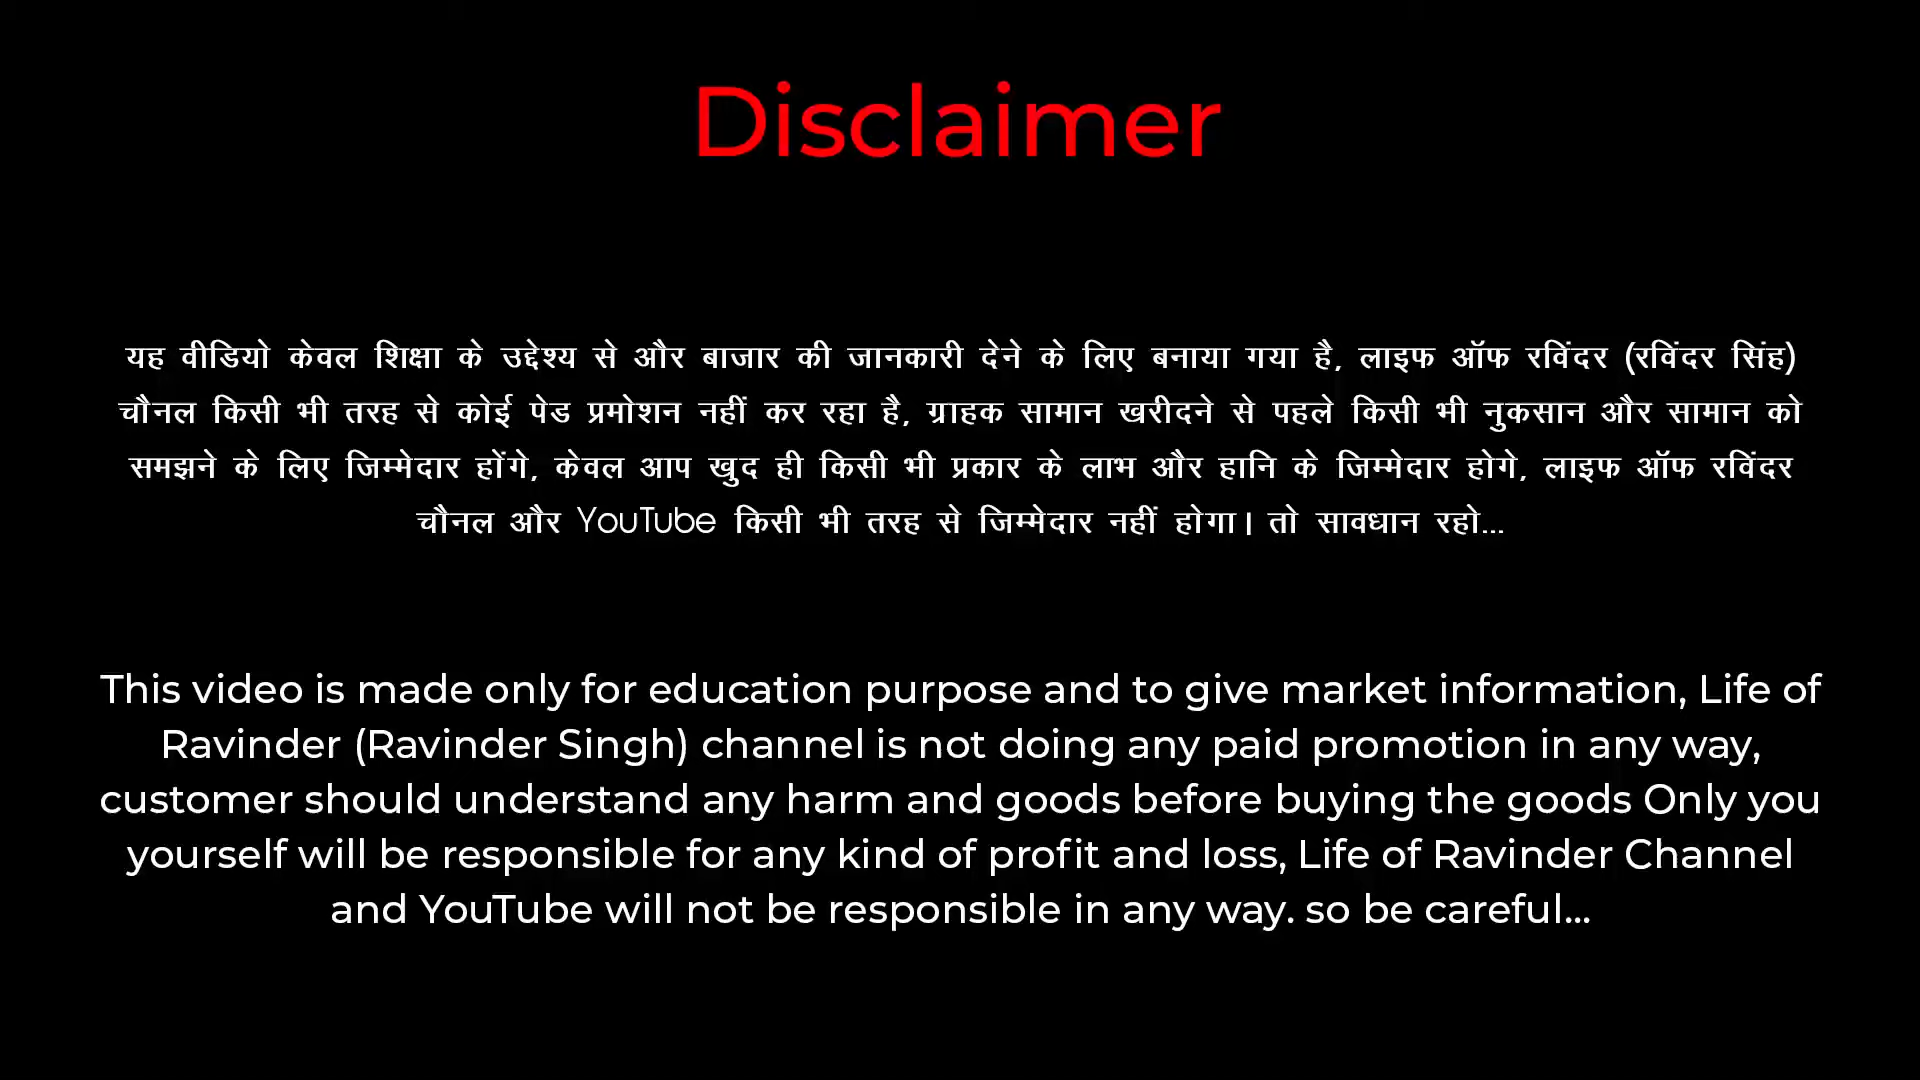 Disclaimer
यह वीडियो केवल शिक्षा के उद्देश्य से और बाजार की जानकारी देने के लिए बनाया गया है, लाइफ ऑफ रविंदर (रविंदर सिंह)
चौनल किसी भी तरह से कोई पेड प्रमोशन नहीं कर रहा है, ग्राहक सामान खरीदने से पहले किसी भी नुकसान और सामान को
समझने के लिए जिम्मेदार होंगे, केवल आप खुद ही किसी भी प्रकार के लाभ और हानि के जिम्मेदार होगे, लाइफ ऑफ रविंदर
चौनल और YouTube किसी भी तरह से जिम्मेदार नहीं होगा। तो सावधान रहो...
This video is made only for education purpose and to give market information, Life of
Ravinder (Ravinder Singh) channel is not doing any paid promotion in any way,
customer should understand any harm and goods before buying the goods Only you
yourself will be responsible for any kind of profit and loss, Life of Ravinder Channel
and YouTube will not be responsible in any way. so be careful...